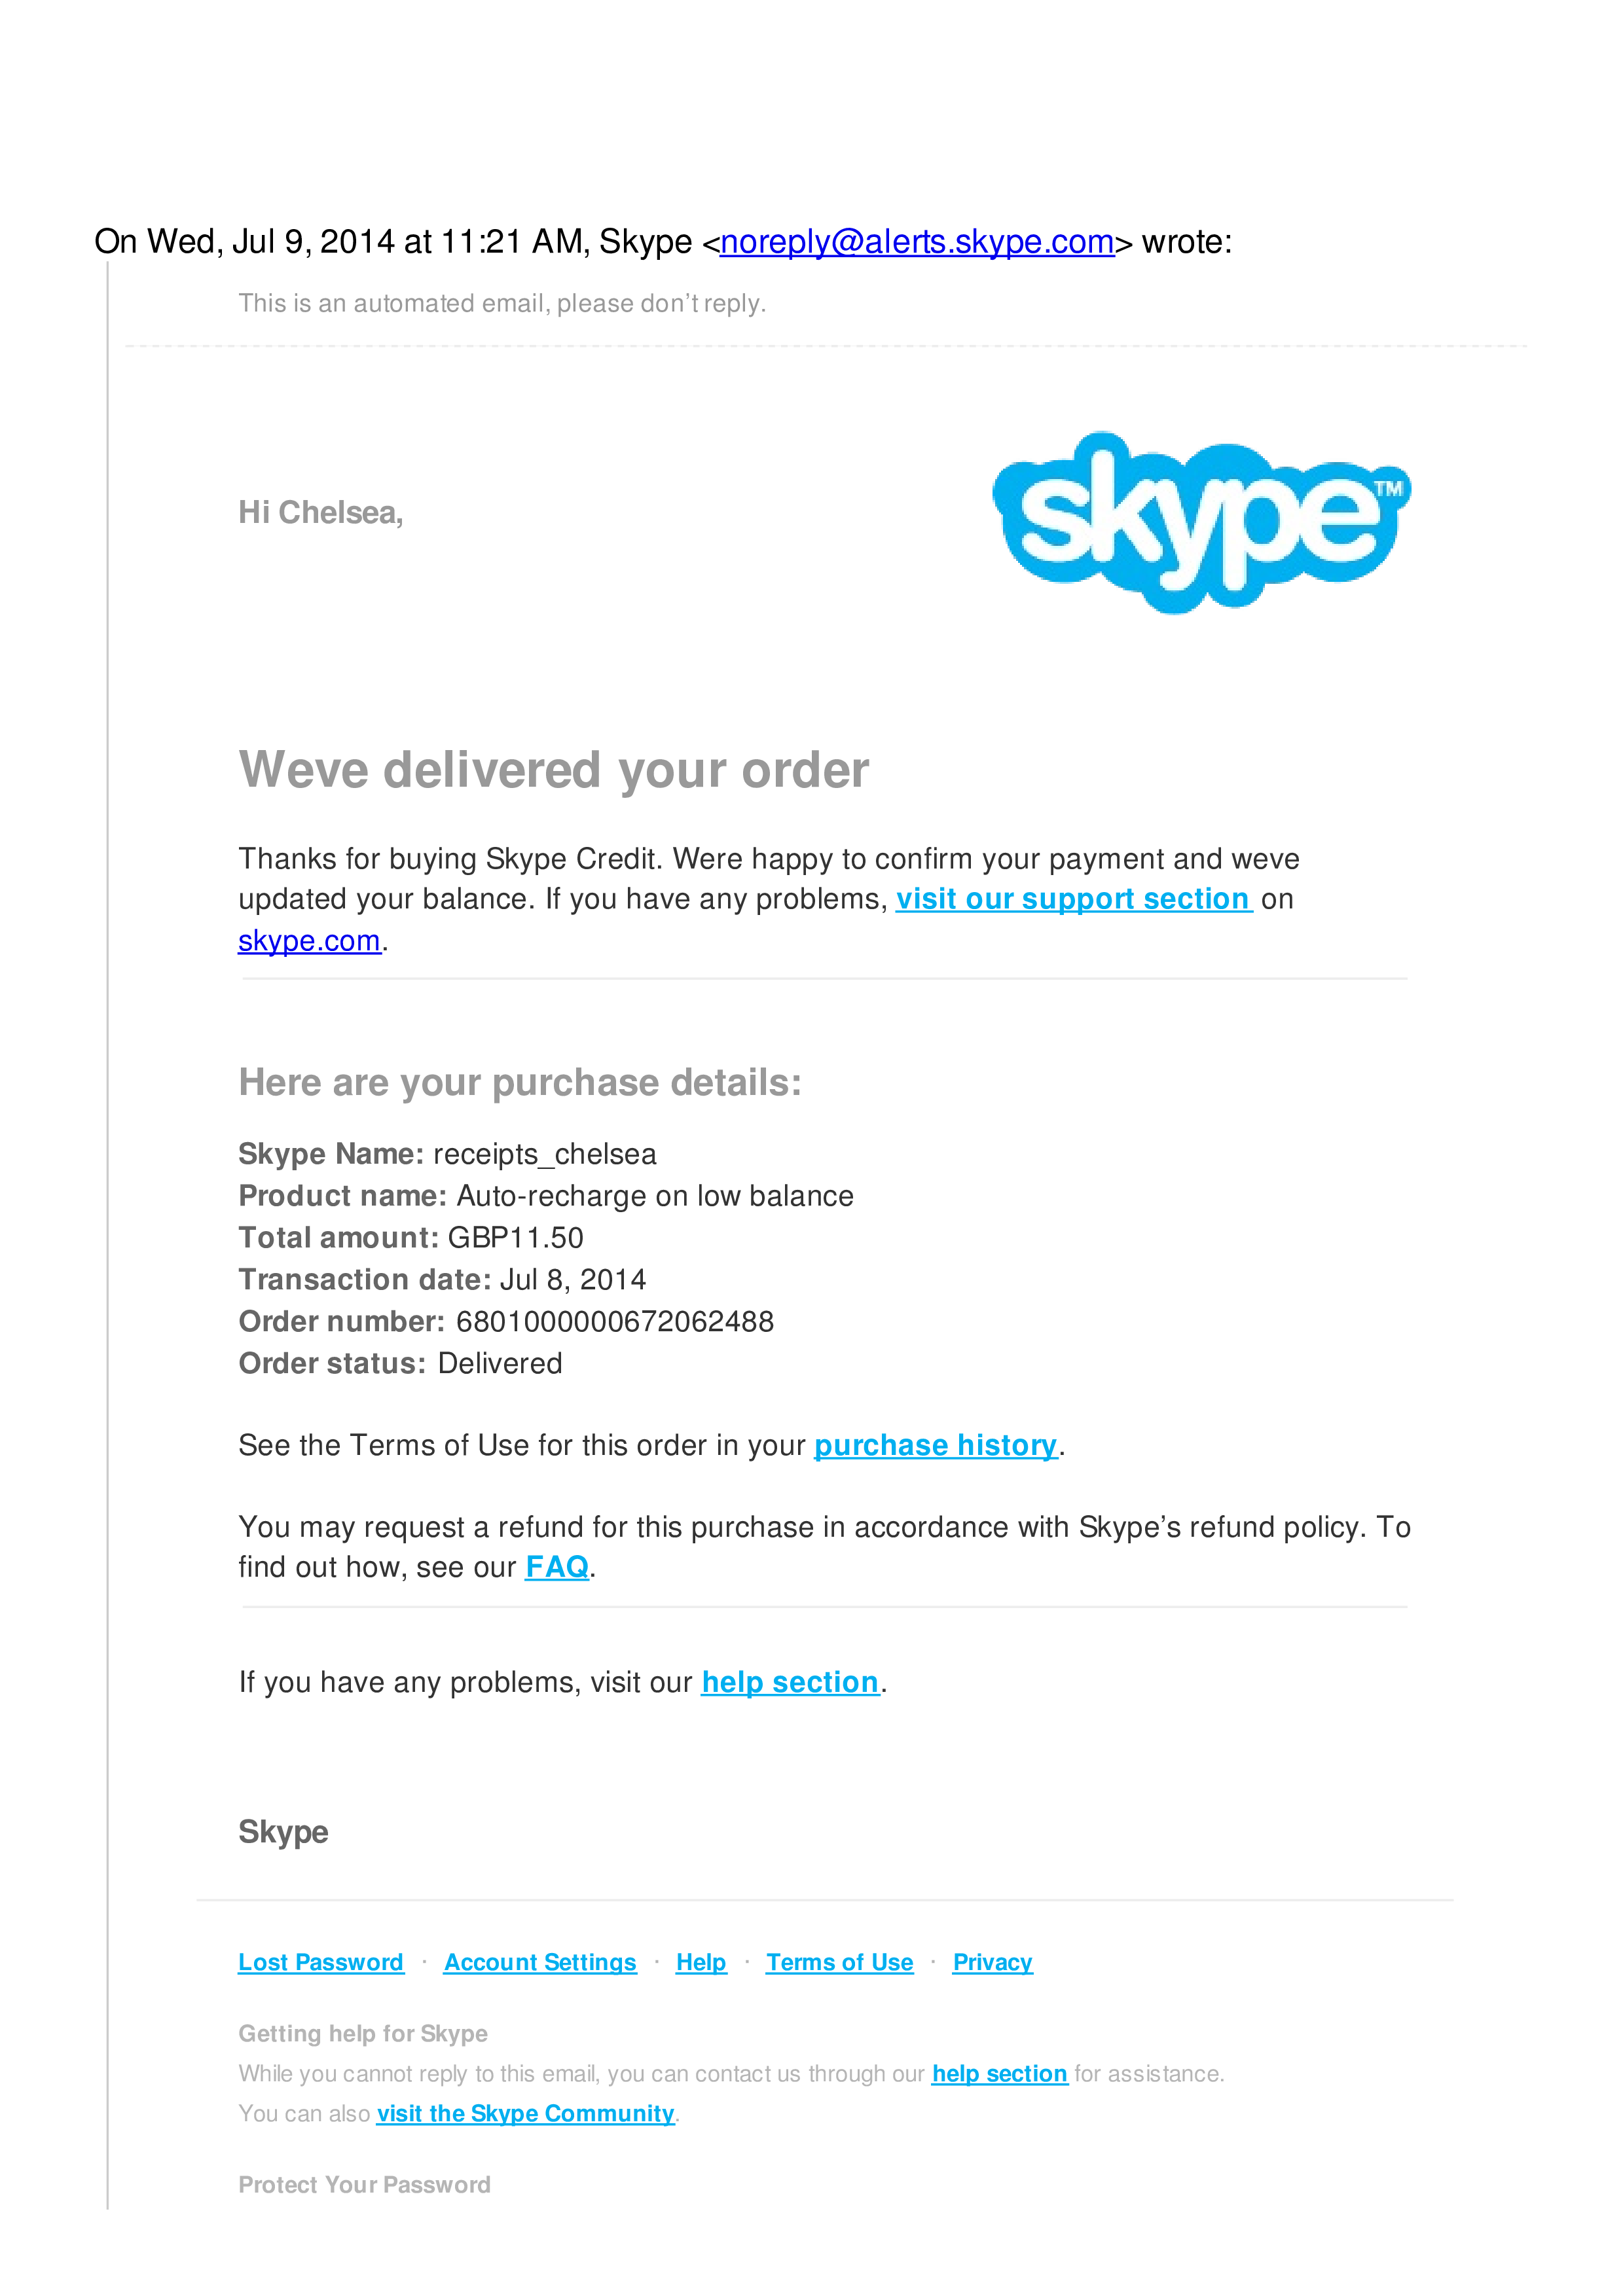 On Wed, Jul 9, 2014 at 11:21 AM, Skype <noreply@alerts.skype.com> wrote:
This is an automated email, please don’t reply.
Hi Chelsea,
skype™
Weve delivered your order
Thanks for buying Skype Credit. Were happy to confirm your payment and weve
updated your balance. If you have any problems, visit our support section on
skype.com.
Here are your purchase details:
Skype Name: receipts_chelsea
Product name: Auto-recharge on low balance
Total amount: GBP11.50
Transaction date: Jul 8, 2014
Order number: 6801000000672062488
Order status: Delivered
See the Terms of Use for this order in your purchase history.
You may request a refund for this purchase in accordance with Skype’s refund policy. To
find out how, see our FAQ.
If you have any problems, visit our help section.
Skype
Lost Password · Account Settings · Help · Terms of Use · Privacy
Getting help for Skype
While you cannot reply to this email, you can contact us through our help section for assistance.
You can also visit the Skype Community.
Protect Your Password